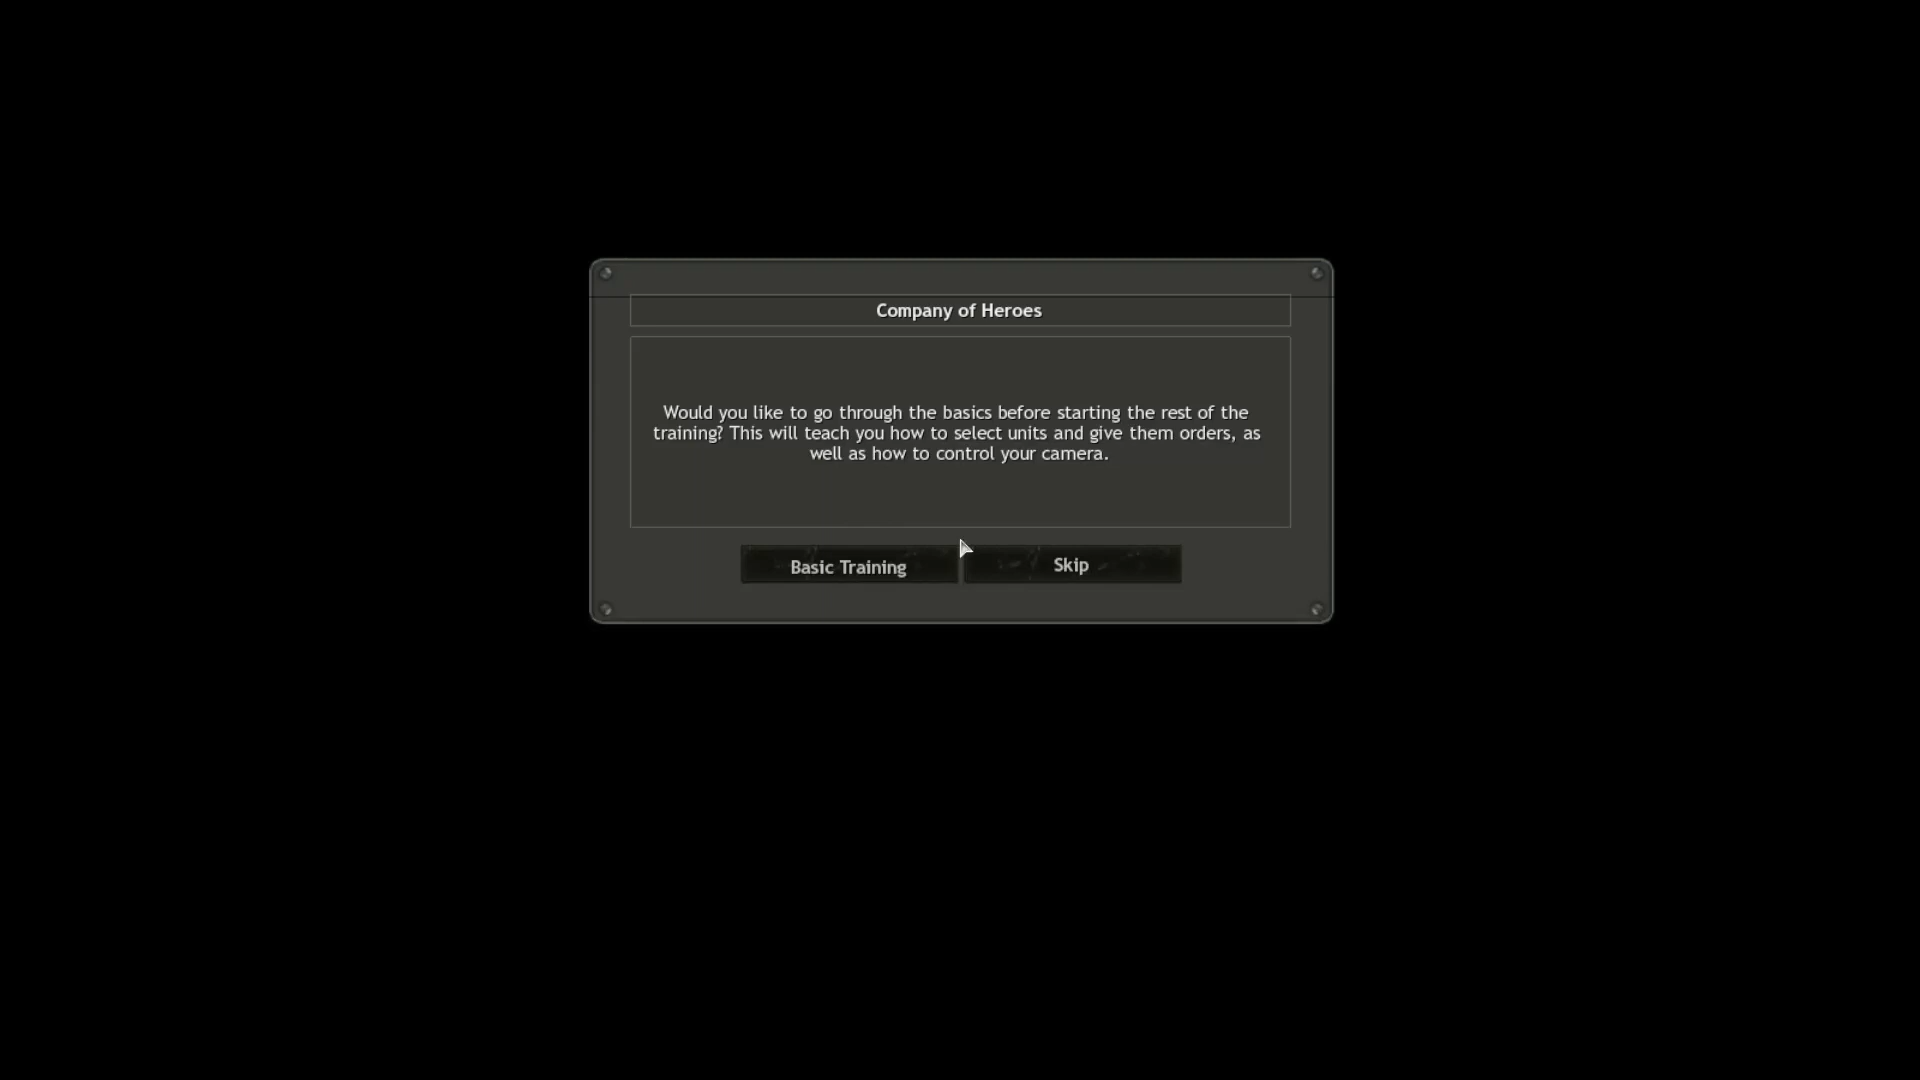 Company of Heroes
Would you like to go through the basics before starting the rest of the
training? This will teach you how to select units and give them orders, as
well as how to control your camera.
Basic Training
Skip